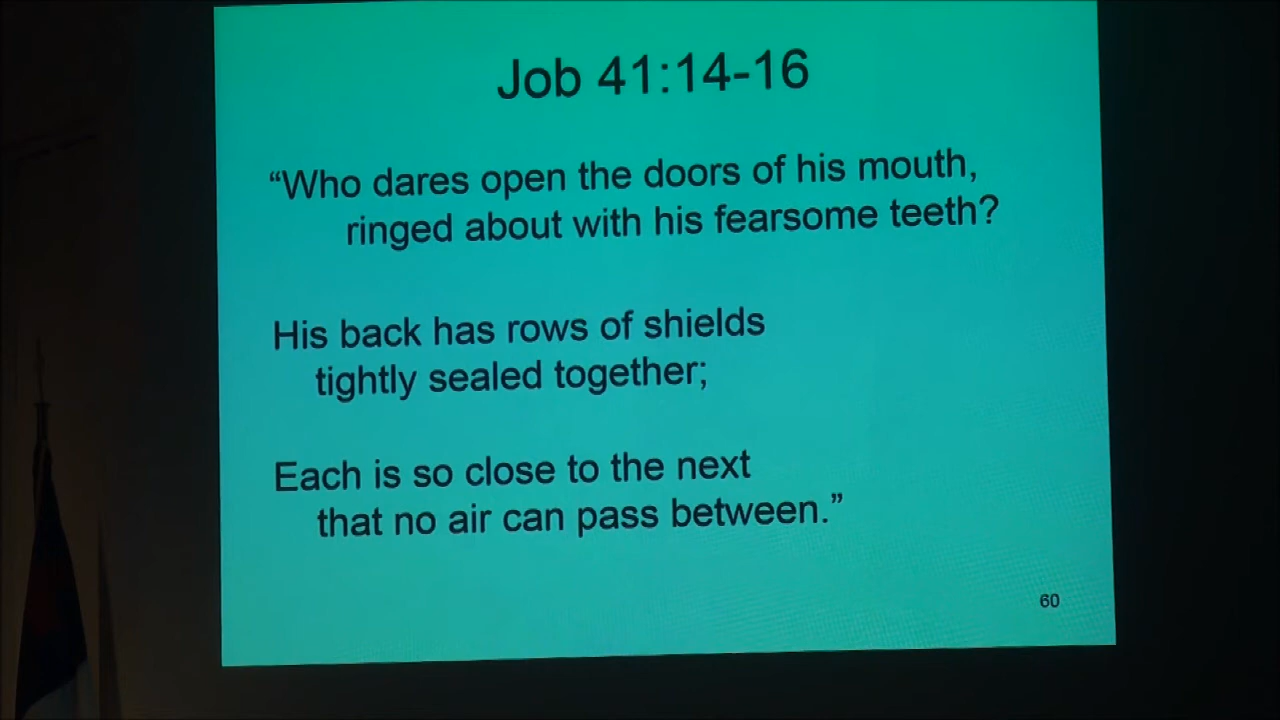 Job 41:14-16
“Who dares open the doors of his mouth,
ringed about with his fearsome teeth?
His back has rows of shields
tightly sealed together;
Each is so close to the next
that no air can pass between.”
60